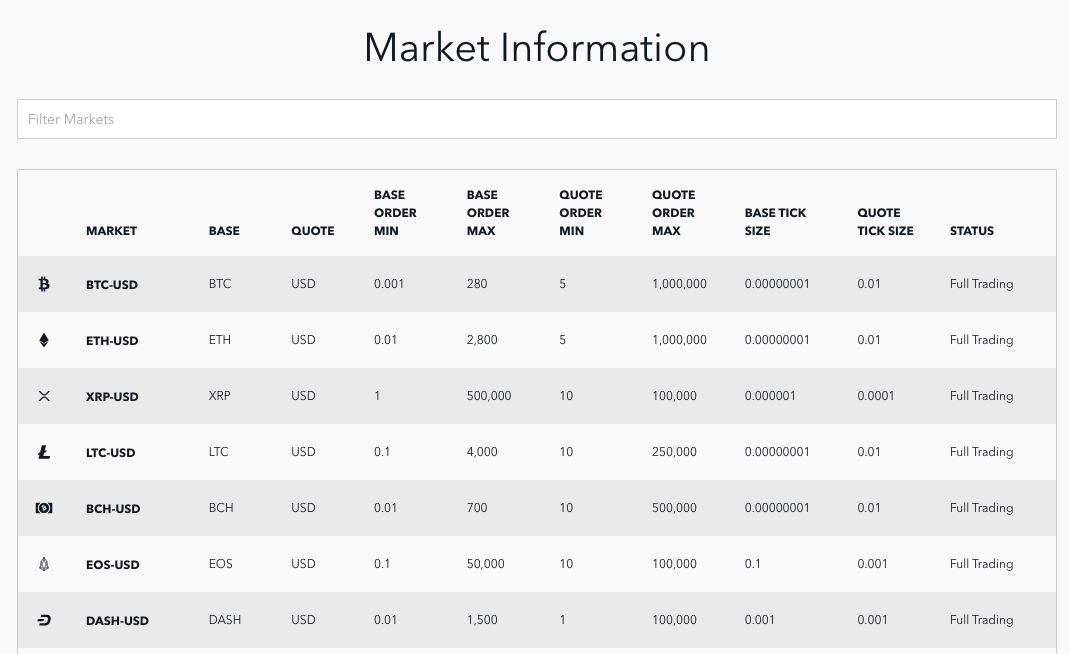 Market Information
Filter Markets
MARKET BASE QUOTE BASE ORDER MIN BASE ORDER MAX QUOTE ORDER MIN QUOTE ORDER MAX BASE TICK SIZE QUOTE TICK SIZE STATUS
BTC-USD BTC USD 0.001 280 5 1,000,000 0.00000001 0.01 Full Trading
ETH-USD ETH USD 0.01 2,800 5 1,000,000 0.00000001 0.01 Full Trading
XRP-USD XRP USD 1 500,000 10 100,000 0.000001 0.0001 Full Trading
LTC-USD LTC USD 0.1 4,000 10 250,000 0.00000001 0.01 Full Trading
BCH-USD BCH USD 0.01 700 10 500,000 0.00000001 0.01 Full Trading
EOS-USD EOS USD 0.1 50,000 10 100,000 0.1 0.001 Full Trading
DASH-USD DASH USD 0.01 1,500 1 100,000 0.001 0.001 Full Trading